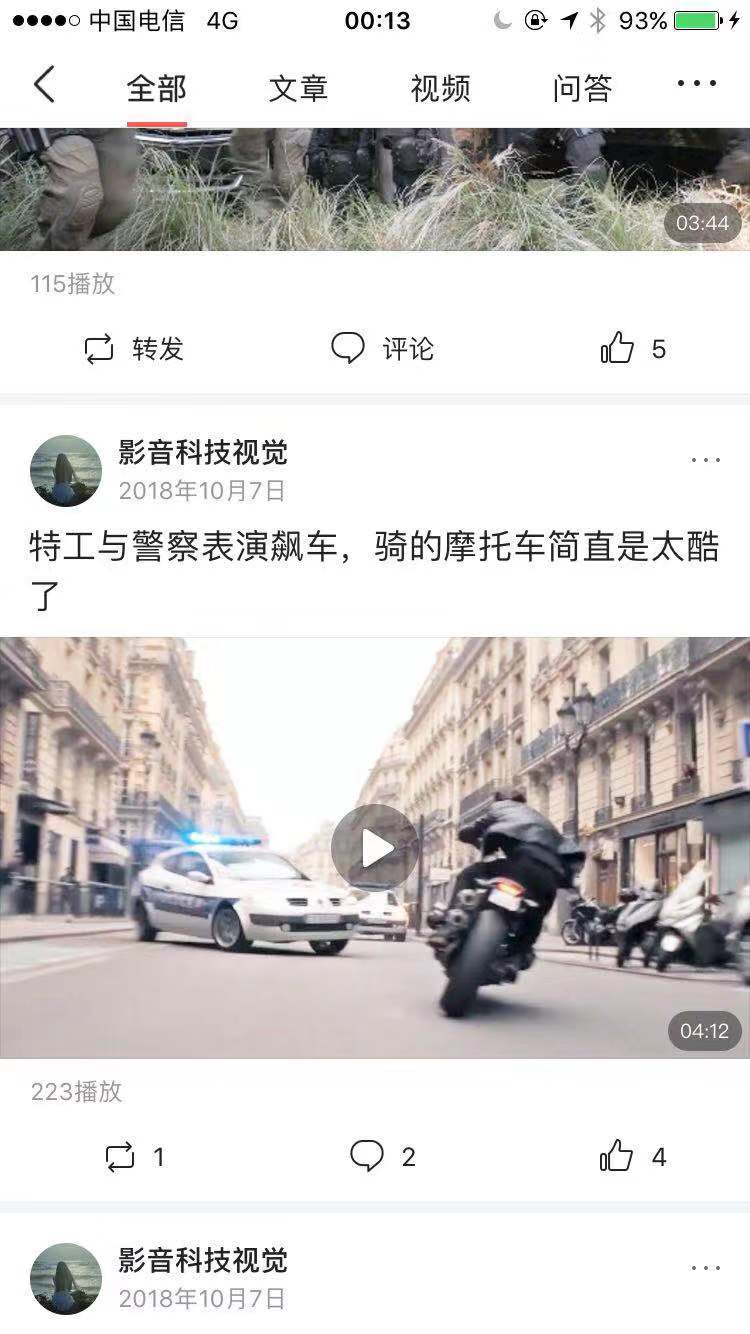 中国电信 4G 00:13 93%
全部 文章 视频 问答
03:44
115播放
转发 评论 5
影音科技视觉
2018年10月7日
特工与警察表演飙车，骑的摩托车简直是太酷
了
04:12
223播放
1 2 4
影音科技视觉
2018年10月7日